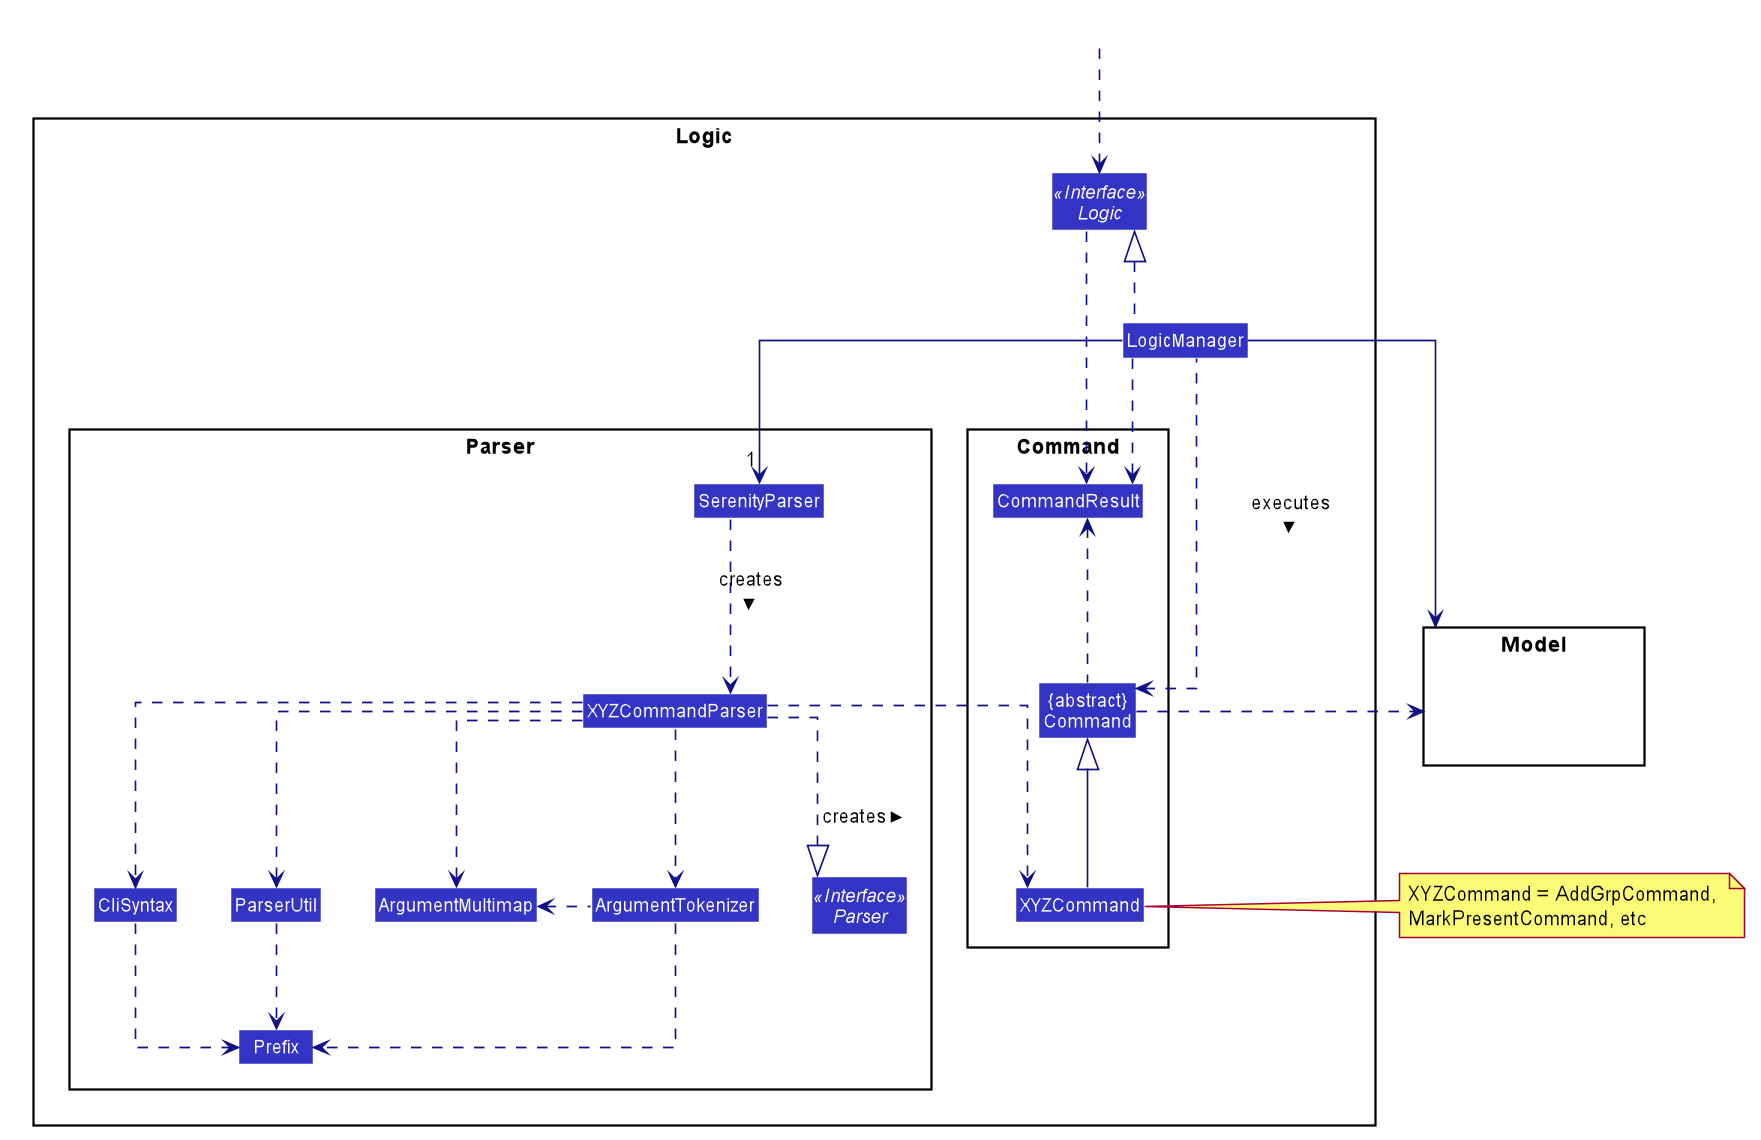 Logic
«Interface»
Logic
LogicManager
Parser
Command
1
SerenityParser
CommandResult
executes
▼
creates
▼
Model
XYZCommandParser
{abstract}
Command
creates ►
CliSyntax
ParserUtil
ArgumentMultimap
ArgumentTokenizer
«Interface»
Parser
XYZCommand
XYZCommand = AddGrpCommand,
MarkPresentCommand, etc
Prefix